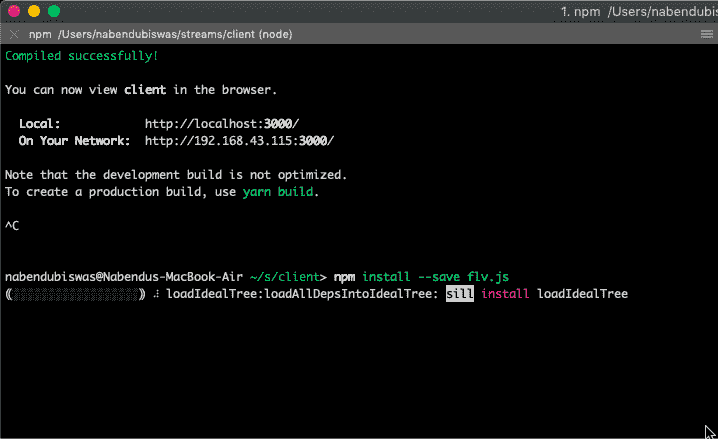 1. npm /Users/nabendubis
npm /Users/nabendubiswas/streams/client (node)
Compiled successfully!
You can now view client in the browser.
Local: http://localhost:3000/
On Your Network: http://192.168.43.115:3000/
Note that the development build is not optimized.
To create a production build, use yarn build.
^C
nabendubiswas@Nabendus-MacBook-Air ~/s/client> npm install --save flv.js
(░░░░░░░░░░░░░░░░░░) ⠼ loadIdealTree:loadAllDepsIntoIdealTree: sill install loadIdealTree